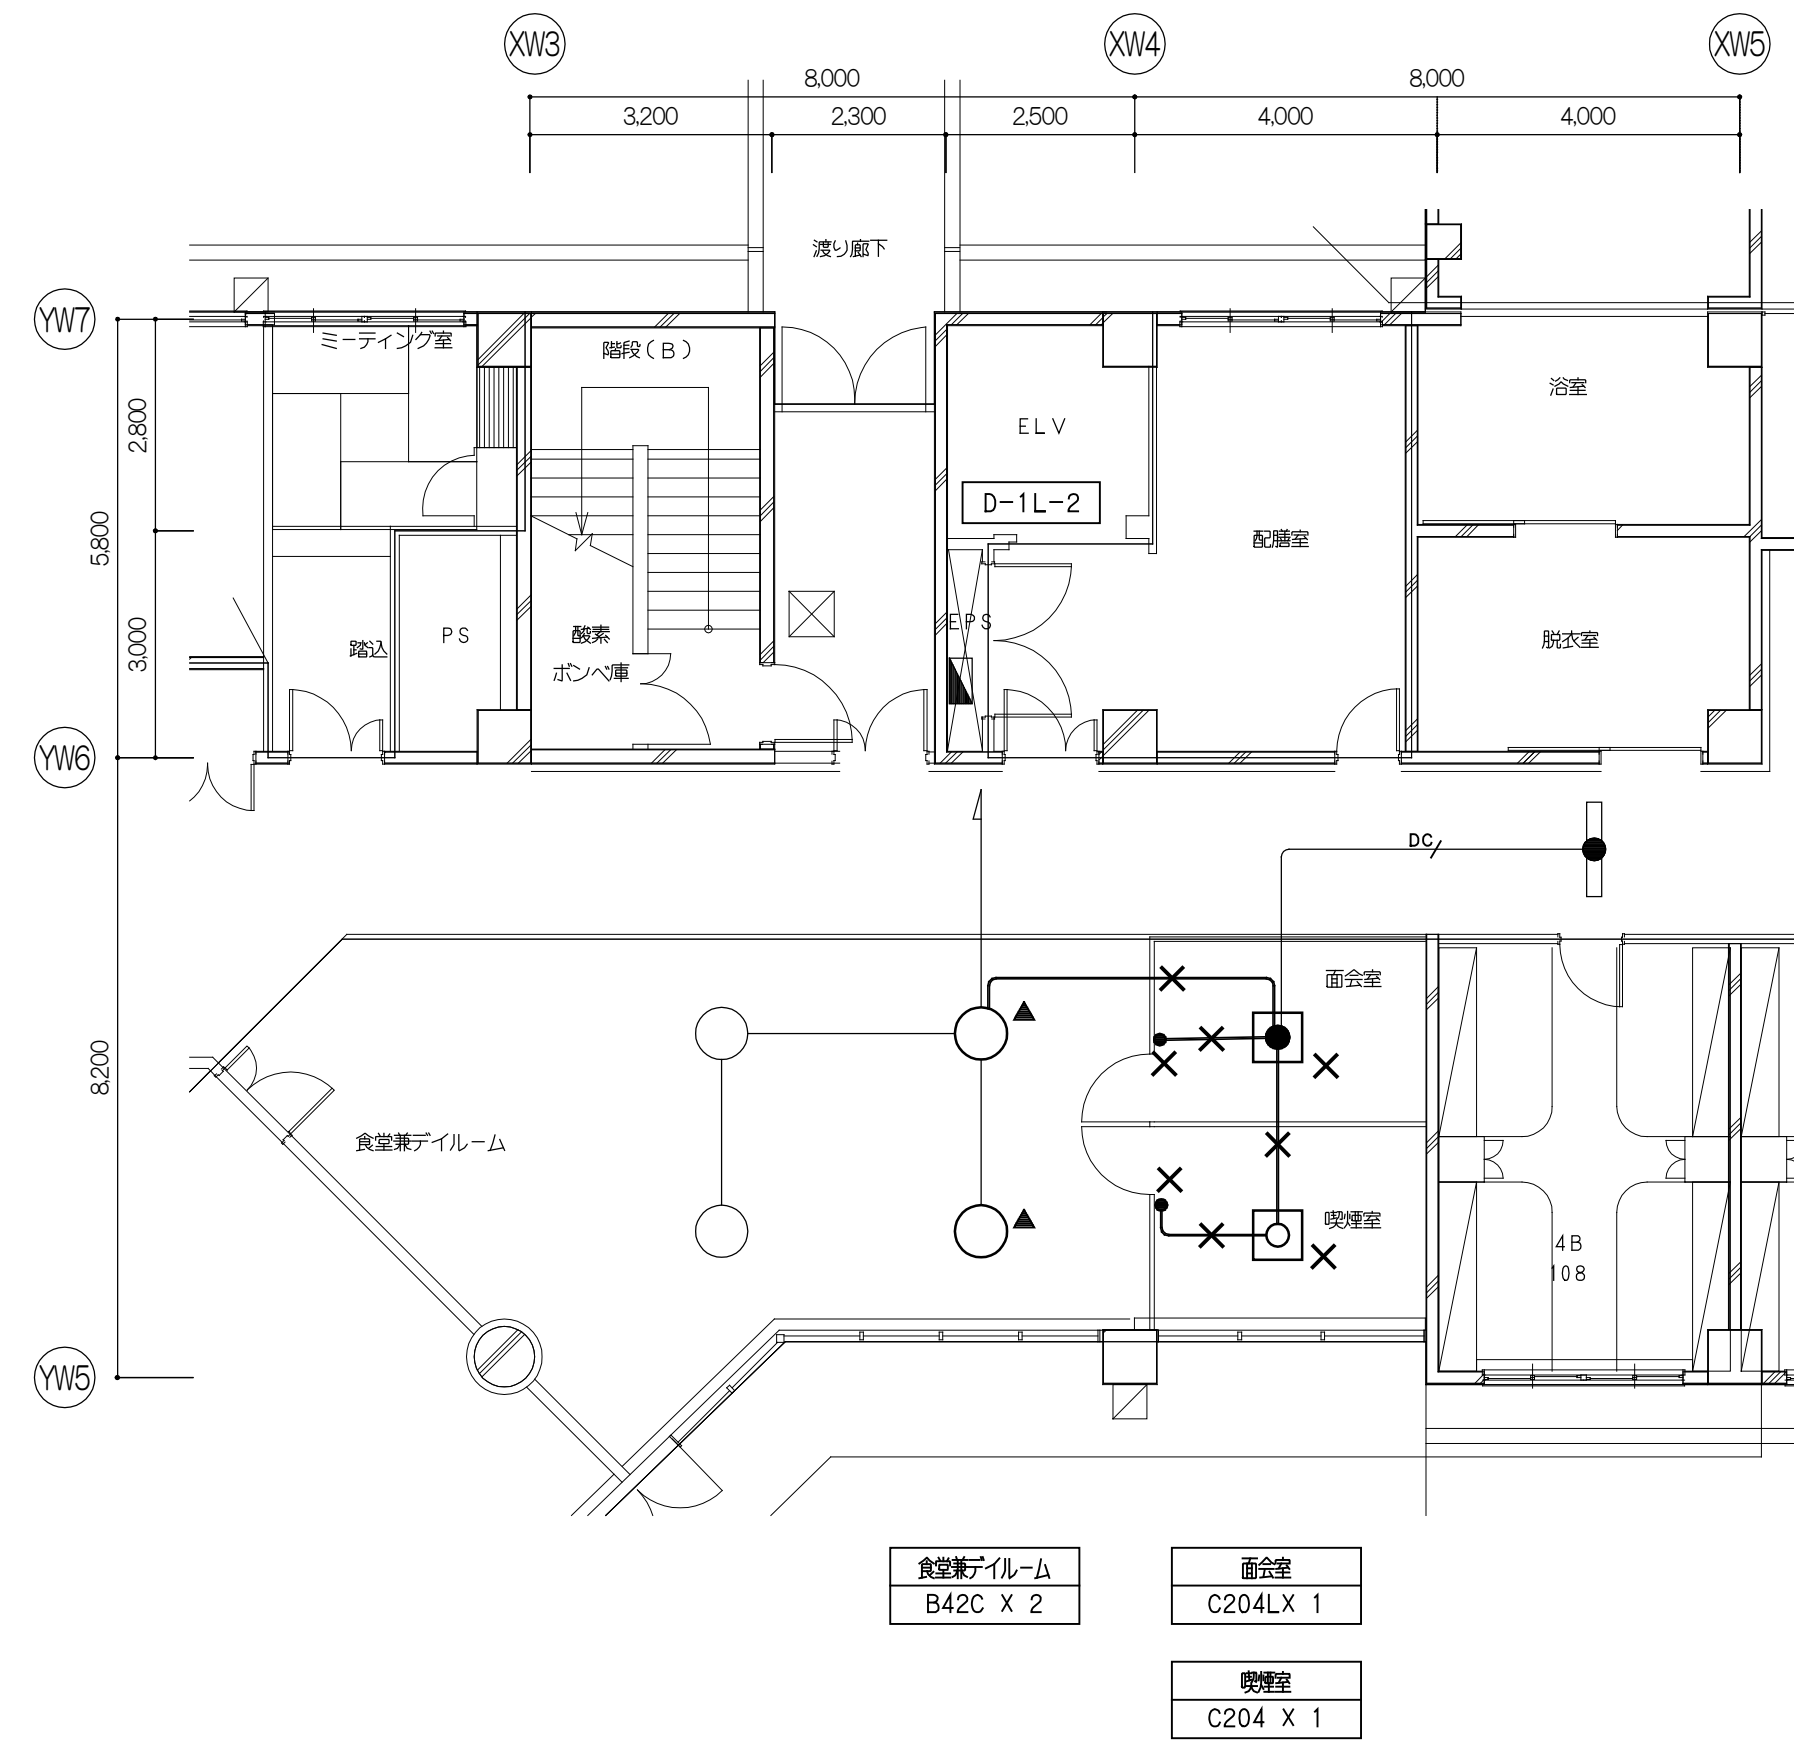 XW3
XW4
XW5
8,000
8,000
3,200
2,300
2,500
4,000
4,000
渡り廊下
YW7
ミーティング室
階段(B)
浴室
2,800
ELV
D-1L-2
5,800
配膳室
3,000
踏込
PS
酸素
ボンベ庫
EPS
脱衣室
YW6
DC
面会室
8,200
食堂兼デイルーム
喫煙室
4B
108
YW5
食堂兼デイルーム
B42C X 2
面会室
C204LX 1
喫煙室
C204 X 1